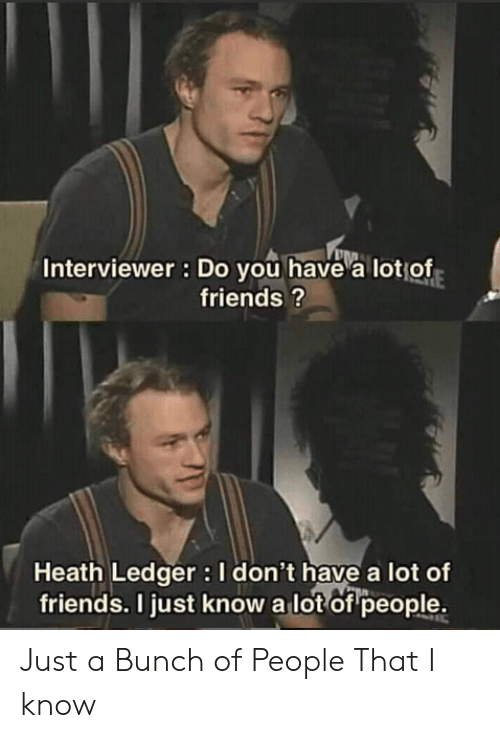 Interviewer : Do you have a lot of
friends ?
Heath Ledger : I don't have a lot of
friends. I just know a lot of people.
Just a Bunch of People That I
know